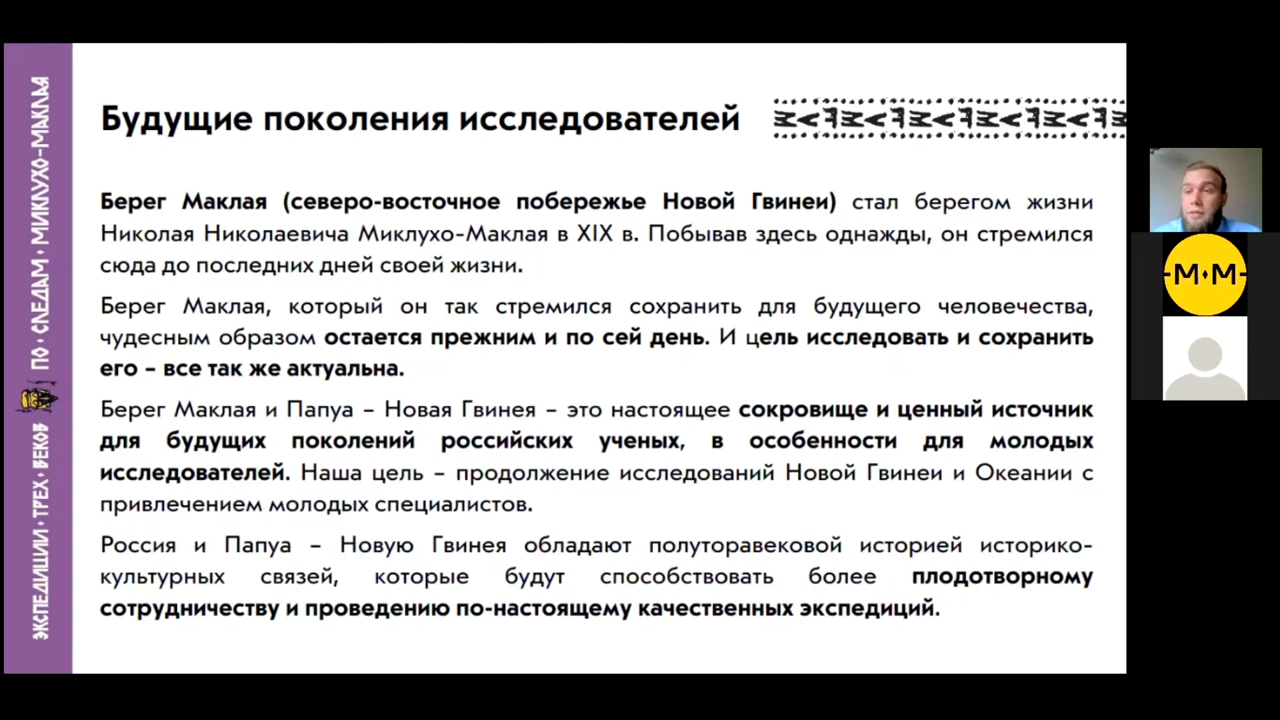 Будущие поколения исследователей
Берег Маклая (северо-восточное побережье Новой Гвинеи) стал берегом жизни
Николая Николаевича Миклухо-Маклая в XIX в. Побывав здесь однажды, он стремился
сюда до последних дней своей жизни.
Берег Маклая, который он так стремился сохранить для будущего человечества,
чудесным образом остается прежним и по сей день. И цель исследовать и сохранить
его – все так же актуальна.
Берег Маклая и Папуа – Новая Гвинея – это настоящее сокровище и ценный источник
для будущих поколений российских ученых, в особенности для молодых
исследователей. Наша цель – продолжение исследований Новой Гвинеи и Океании с
привлечением молодых специалистов.
Россия и Папуа – Новую Гвинея обладают полуторавековой историей историко-
культурных связей, которые будут способствовать более плодотворному
сотрудничеству и проведению по-настоящему качественных экспедиций.
ЭКСПЕДИЦИИ·ТРЕХ·ВЕКОВ
ПО·СЛЕДАМ·МИКЛУХО-МАКЛАЯ
-М·М-